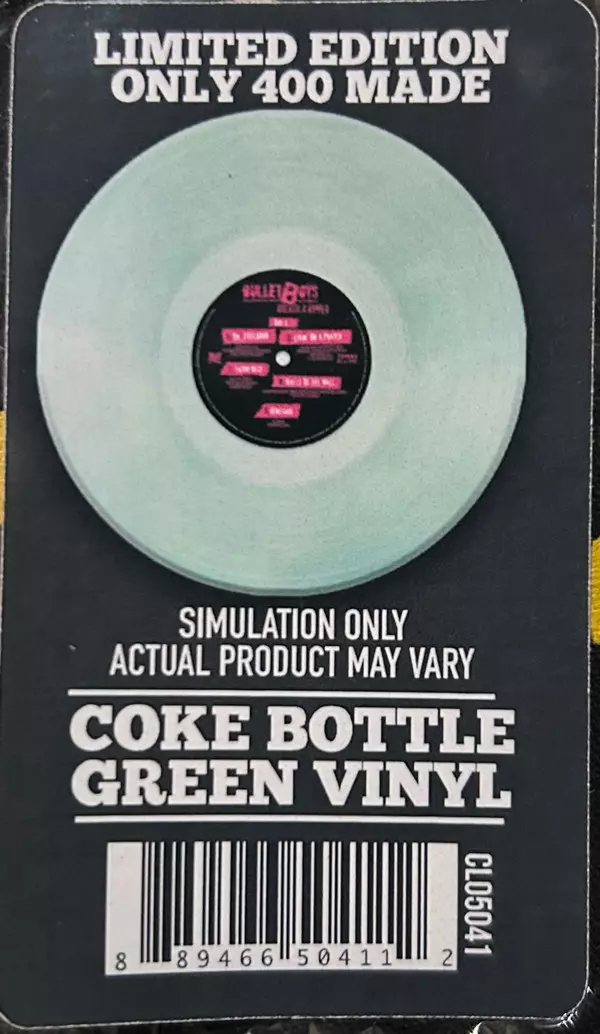 LIMITED EDITION
ONLY 400 MADE
BULLETBOYS
SIMULATION ONLY
ACTUAL PRODUCT MAY VARY
COKE BOTTLE
GREEN VINYL
CLO5041
8 89466 50411 2